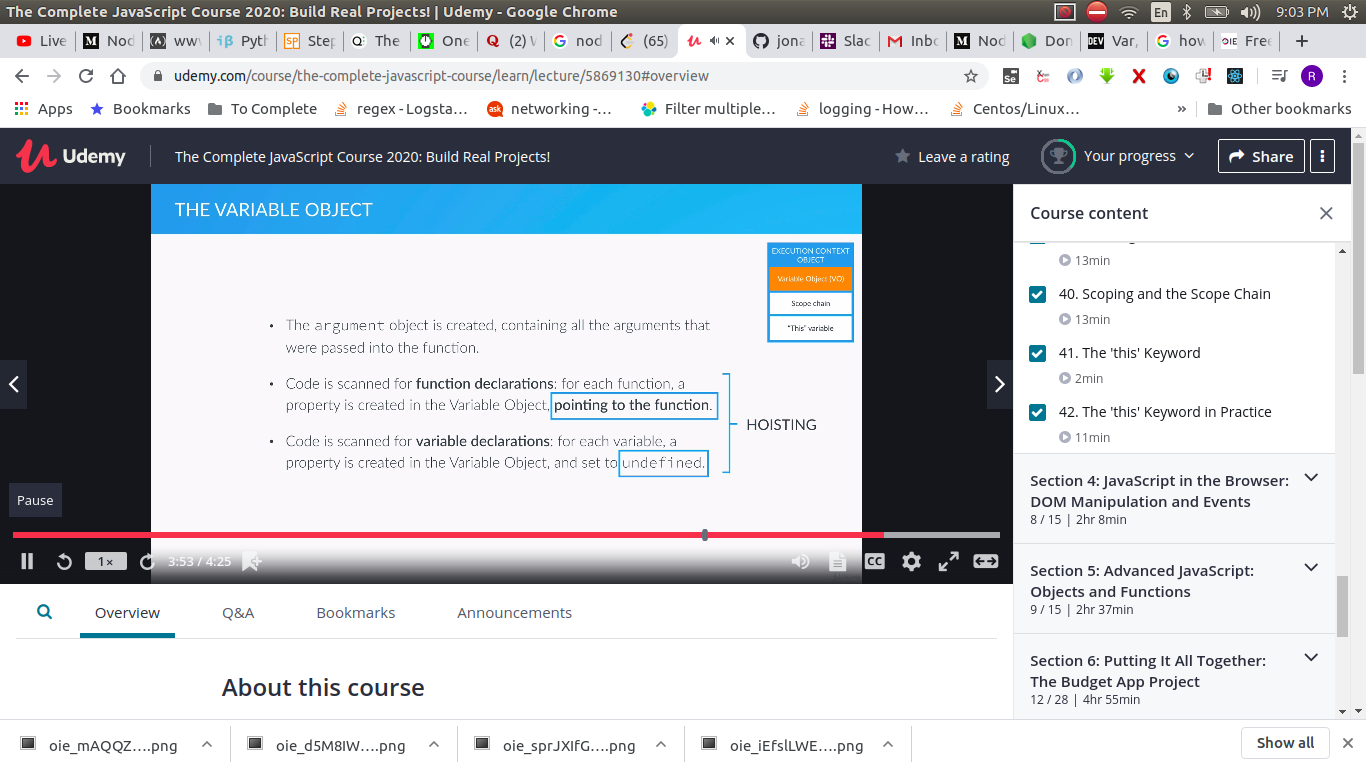 The Complete JavaScript Course 2020: Build Real Projects! | Udemy - Google Chrome
En
9:03 PM
Live
Nod
www
Pyth
Step
The
One
(2) W
nod
(65)
jona
Slac
Inbo
Nod
Don
Var,
how
Free
udemy.com/course/the-complete-javascript-course/learn/lecture/5869130#overview
R
Apps
Bookmarks
To Complete
regex - Logsta...
networking -...
Filter multiple...
logging - How...
Centos/Linux...
»
Other bookmarks
Udemy
The Complete JavaScript Course 2020: Build Real Projects!
Leave a rating
Your progress
Share
THE VARIABLE OBJECT
EXECUTION CONTEXT
OBJECT
Variable Object (VO)
Scope chain
"This" variable
• The argument object is created, containing all the arguments that
were passed into the function.
• Code is scanned for function declarations: for each function, a
property is created in the Variable Object, pointing to the function.
HOISTING
• Code is scanned for variable declarations: for each variable, a
property is created in the Variable Object, and set to undefined.
Pause
1x
3:53 / 4:25
CC
Course content
13min
40. Scoping and the Scope Chain
13min
41. The 'this' Keyword
2min
42. The 'this' Keyword in Practice
11min
Section 4: JavaScript in the Browser:
DOM Manipulation and Events
8 / 15 | 2hr 8min
Section 5: Advanced JavaScript:
Objects and Functions
9 / 15 | 2hr 37min
Section 6: Putting It All Together:
The Budget App Project
12 / 28 | 4hr 55min
Overview
Q&A
Bookmarks
Announcements
About this course
oie_mAQQZ....png
oie_d5M8IW....png
oie_sprJXIfG....png
oie_iEfslLWE....png
Show all